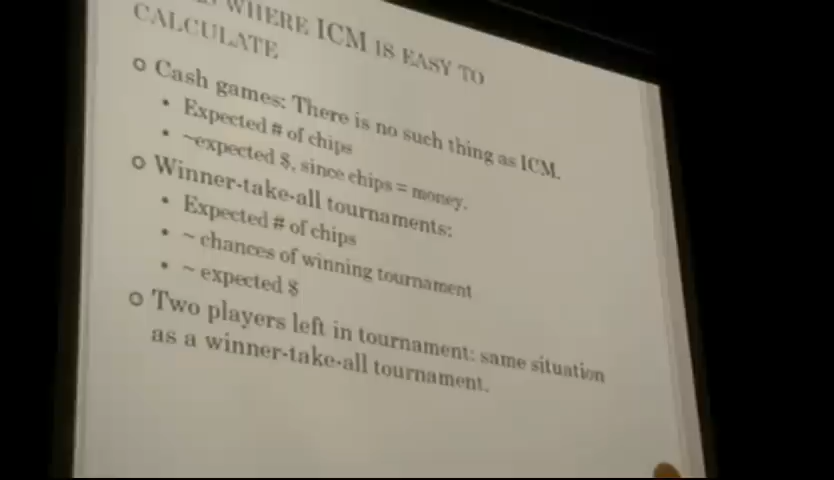 WHERE ICM IS EASY TO
CALCULATE
Cash games: There is no such thing as ICM.
• Expected # of chips
• ~expected $, since chips = money.
Winner-take-all tournaments:
• Expected # of chips
• ~ chances of winning tournament
• ~ expected $
Two players left in tournament: same situation
as a winner-take-all tournament.